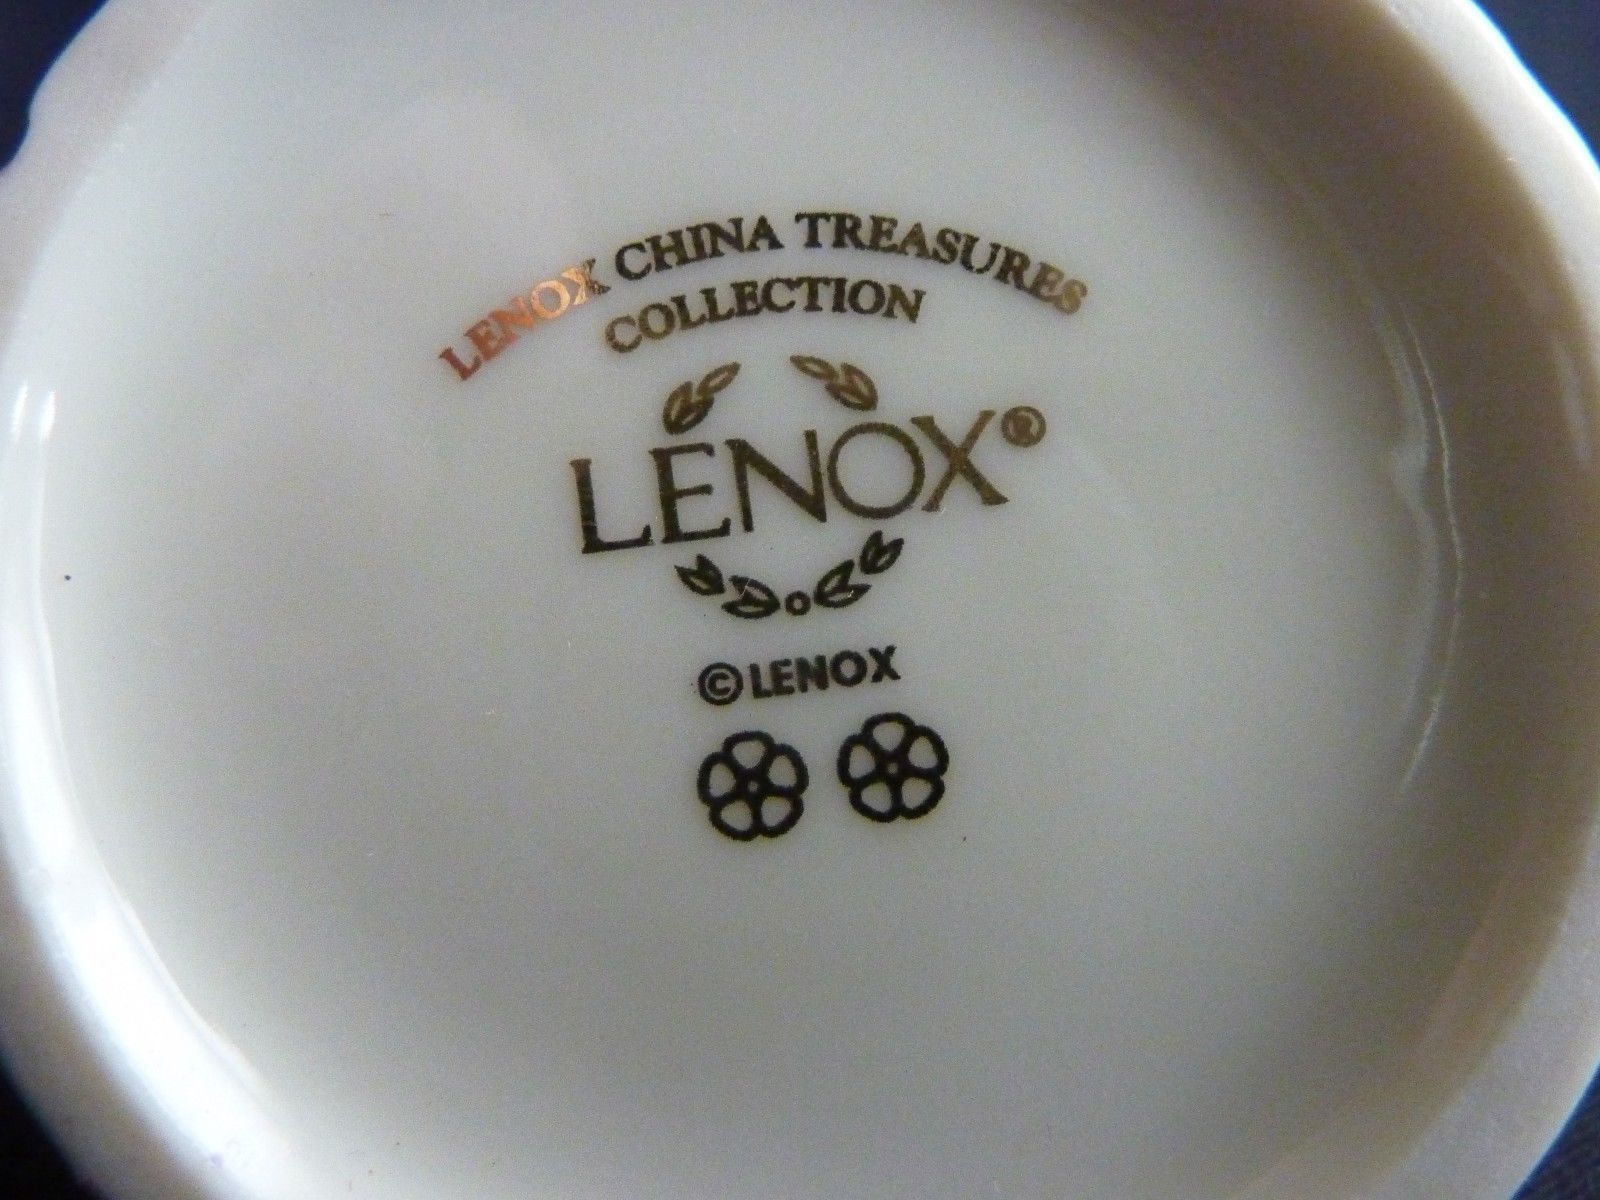 LENOX CHINA TREASURES
COLLECTION
LENOX®
©LENOX